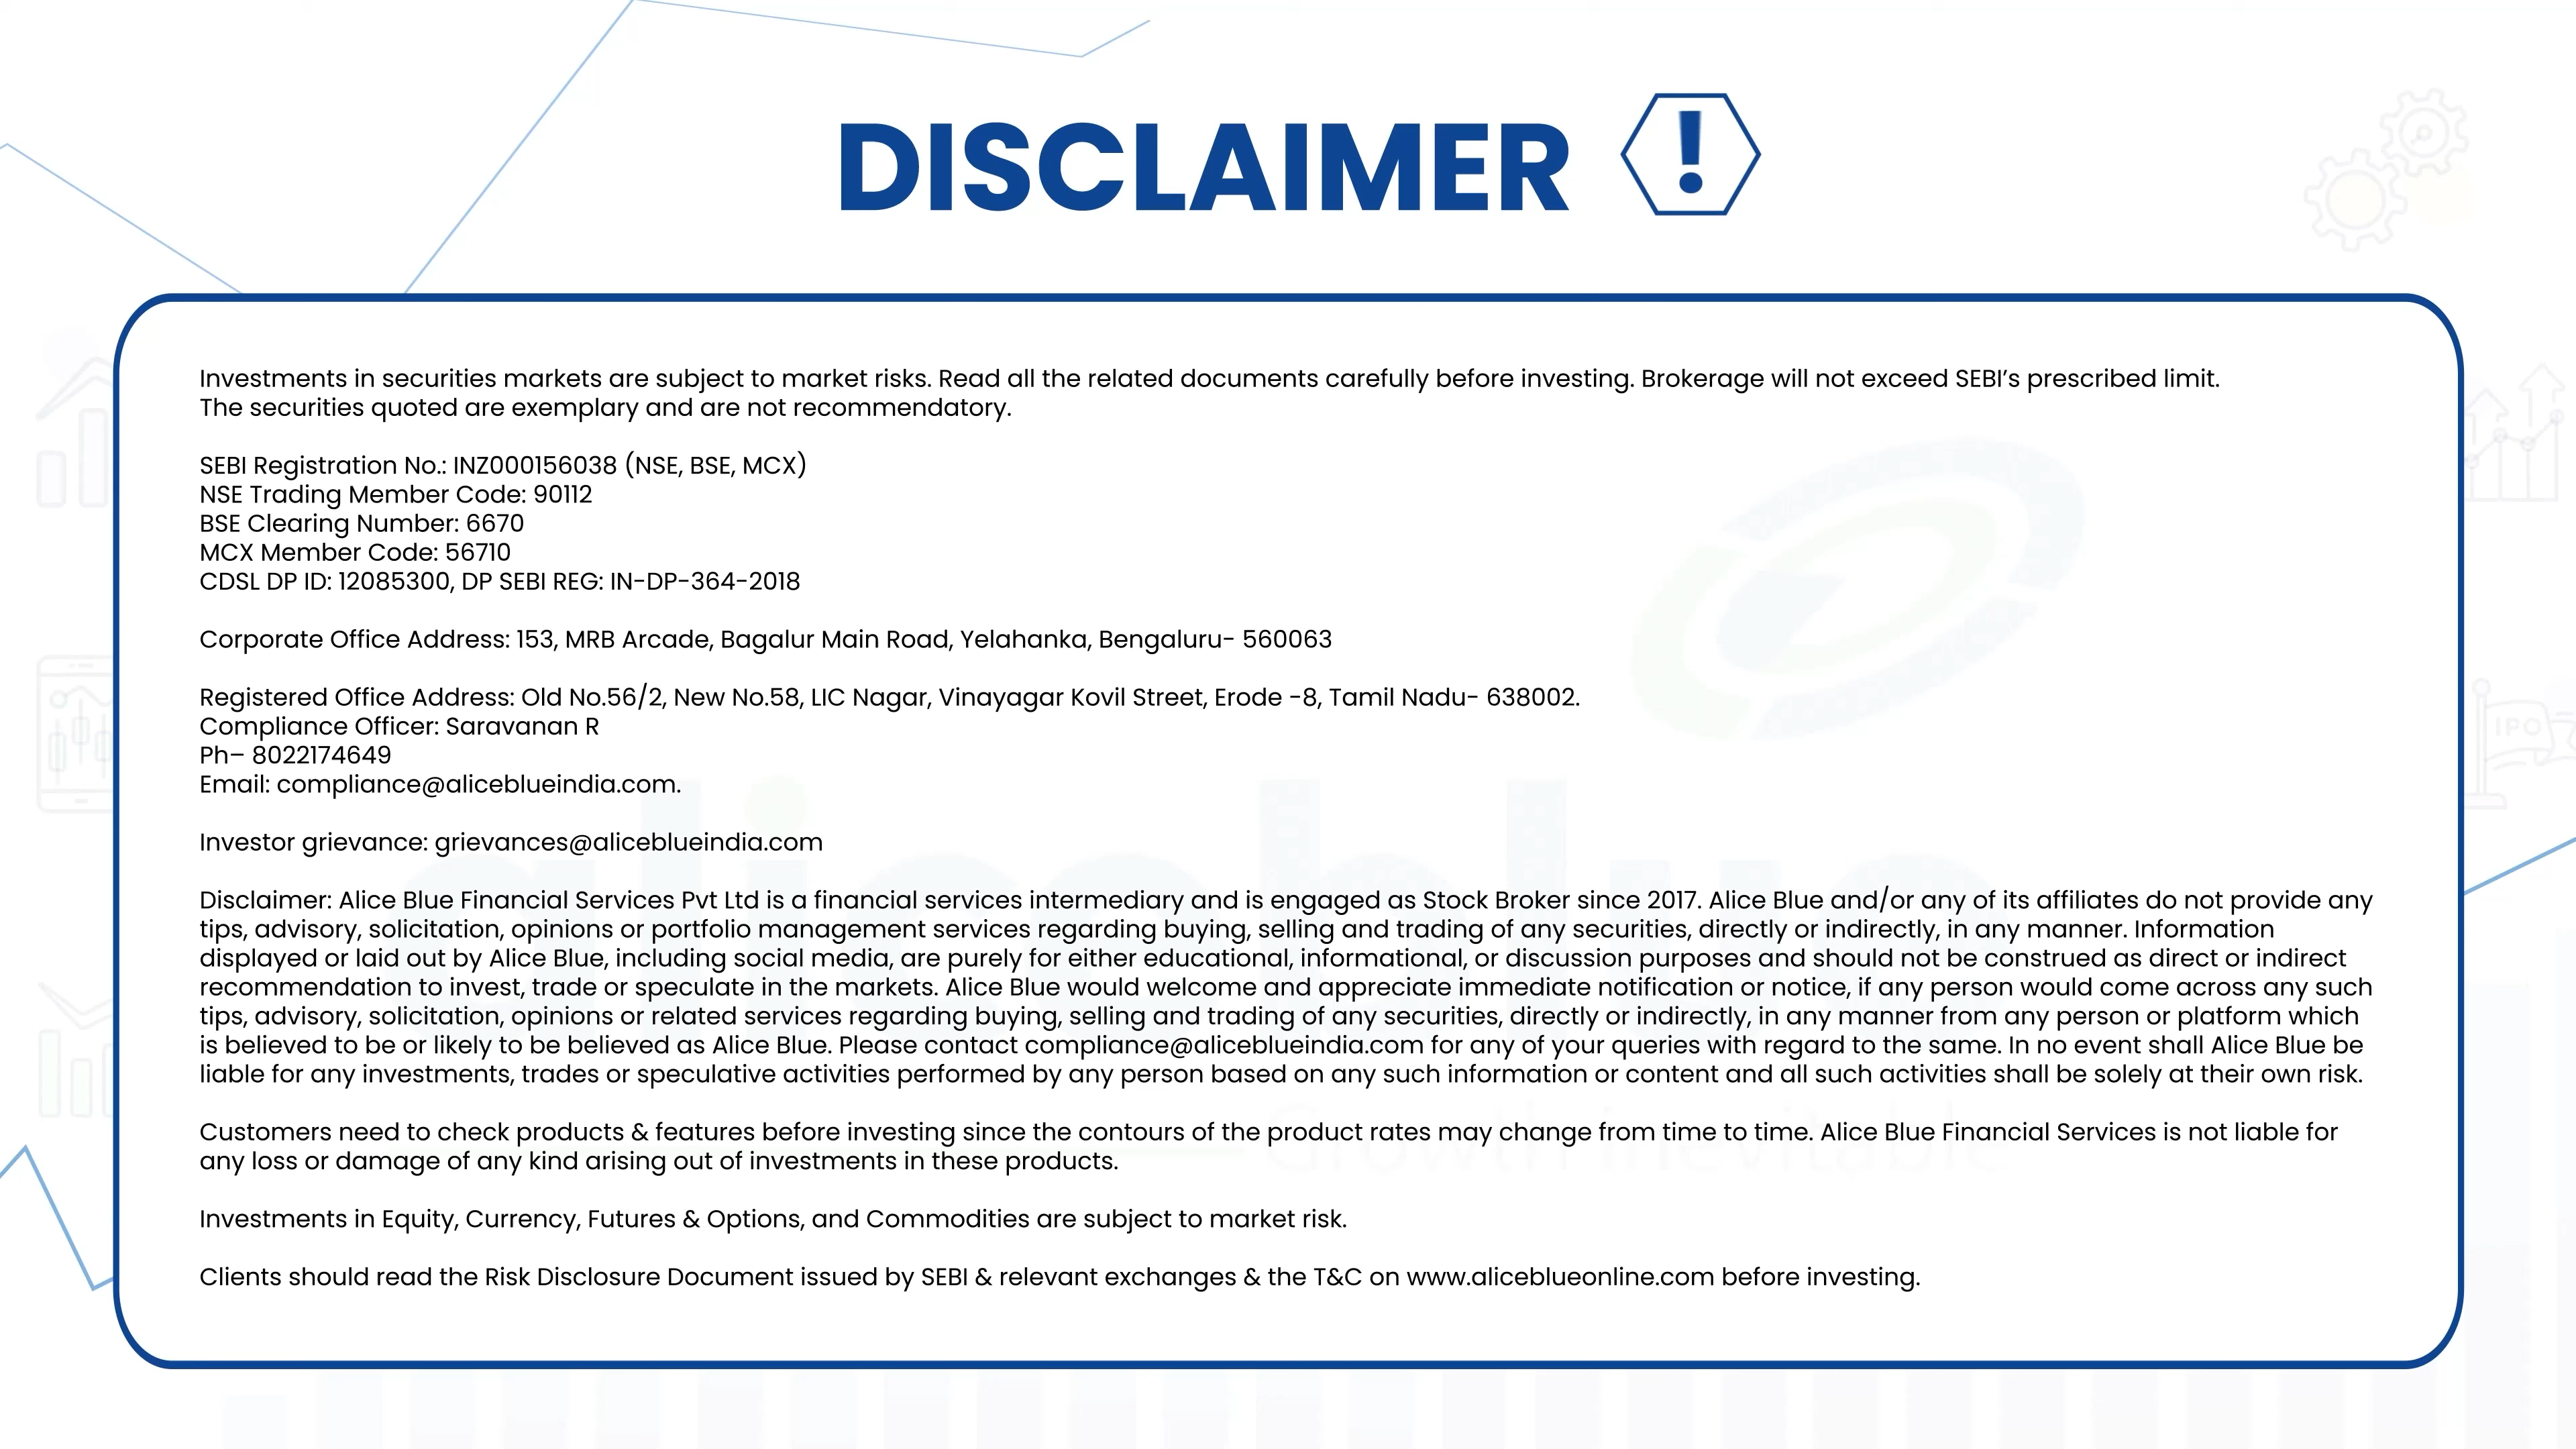 DISCLAIMER !
Investments in securities markets are subject to market risks. Read all the related documents carefully before investing. Brokerage will not exceed SEBI’s prescribed limit.
The securities quoted are exemplary and are not recommendatory.
SEBI Registration No.: INZ000156038 (NSE, BSE, MCX)
NSE Trading Member Code: 90112
BSE Clearing Number: 6670
MCX Member Code: 56710
CDSL DP ID: 12085300, DP SEBI REG: IN-DP-364-2018
Corporate Office Address: 153, MRB Arcade, Bagalur Main Road, Yelahanka, Bengaluru- 560063
Registered Office Address: Old No.56/2, New No.58, LIC Nagar, Vinayagar Kovil Street, Erode -8, Tamil Nadu- 638002.
Compliance Officer: Saravanan R
Ph– 8022174649
IPO
Email: compliance@aliceblueindia.com.
Investor grievance: grievances@aliceblueindia.com
aliceblue
Disclaimer: Alice Blue Financial Services Pvt Ltd is a financial services intermediary and is engaged as Stock Broker since 2017. Alice Blue and/or any of its affiliates do not provide any
tips, advisory, solicitation, opinions or portfolio management services regarding buying, selling and trading of any securities, directly or indirectly, in any manner. Information
displayed or laid out by Alice Blue, including social media, are purely for either educational, informational, or discussion purposes and should not be construed as direct or indirect
recommendation to invest, trade or speculate in the markets. Alice Blue would welcome and appreciate immediate notification or notice, if any person would come across any such
tips, advisory, solicitation, opinions or related services regarding buying, selling and trading of any securities, directly or indirectly, in any manner from any person or platform which
is believed to be or likely to be believed as Alice Blue. Please contact compliance@aliceblueindia.com for any of your queries with regard to the same. In no event shall Alice Blue be
liable for any investments, trades or speculative activities performed by any person based on any such information or content and all such activities shall be solely at their own risk.
Customers need to check products & features before investing since the contours of the product rates may change from time to time. Alice Blue Financial Services is not liable for
any loss or damage of any kind arising out of investments in these products.
Growth inevitable
Investments in Equity, Currency, Futures & Options, and Commodities are subject to market risk.
Clients should read the Risk Disclosure Document issued by SEBI & relevant exchanges & the T&C on www.aliceblueonline.com before investing.